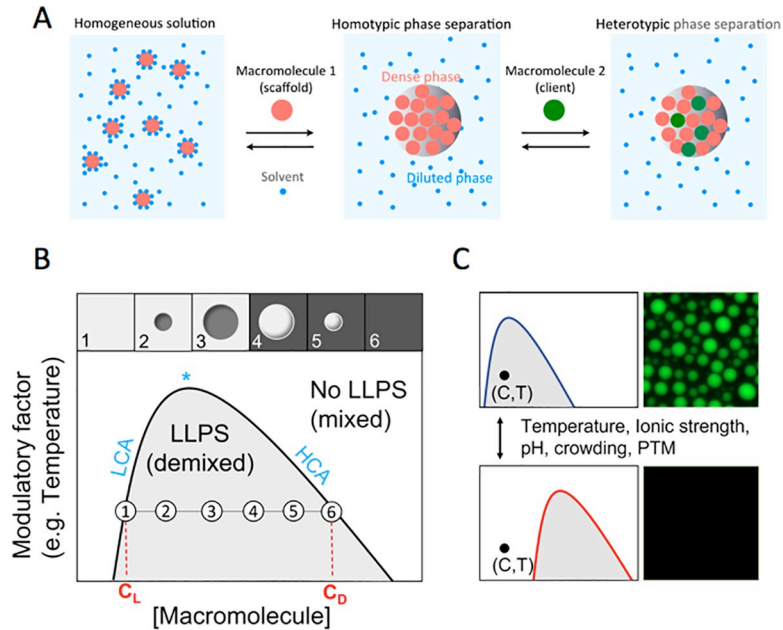 A
Homogeneous solution
Homotypic phase separation
Heterotypic phase separation
Macromolecule 1
(scaffold)
Solvent
Dense phase
Diluted phase
Macromolecule 2
(client)
B
1
2
3
4
5
6
Modulatory factor
(e.g. Temperature)
*
No LLPS
(mixed)
LLPS
(demixed)
LCA
HCA
1
2
3
4
5
6
CL
CD
[Macromolecule]
C
(C,T)
Temperature, Ionic strength,
pH, crowding, PTM
(C,T)